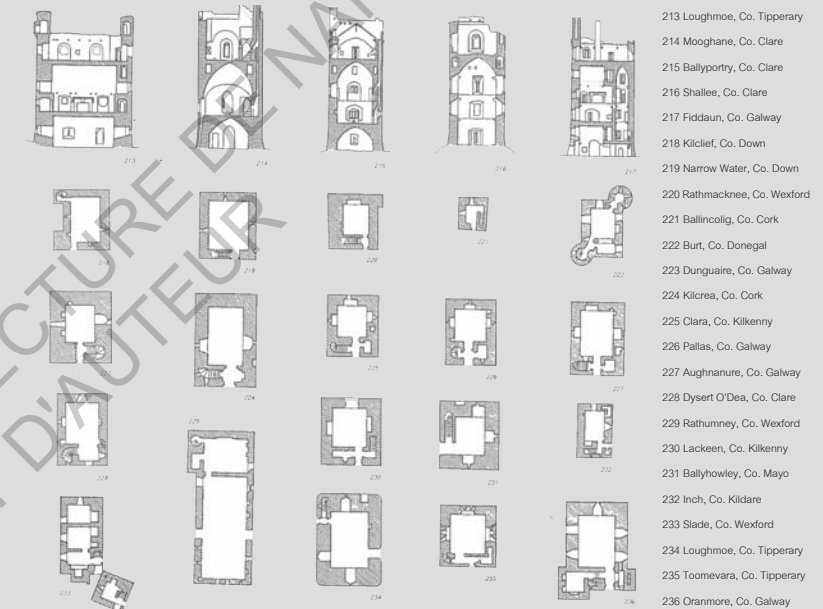 213
214
215
216
217
213 Loughmoe, Co. Tipperary
214 Mooghane, Co. Clare
215 Ballyportry, Co. Clare
216 Shallee, Co. Clare
217 Fiddaun, Co. Galway
218 Kilclief, Co. Down
219 Narrow Water, Co. Down
220 Rathmacknee, Co. Wexford
221 Ballincolig, Co. Cork
222 Burt, Co. Donegal
223 Dunguaire, Co. Galway
224 Kilcrea, Co. Cork
225 Clara, Co. Kilkenny
226 Pallas, Co. Galway
227 Aughnanure, Co. Galway
228 Dysert O'Dea, Co. Clare
229 Rathumney, Co. Wexford
230 Lackeen, Co. Kilkenny
231 Ballyhowley, Co. Mayo
232 Inch, Co. Kildare
233 Slade, Co. Wexford
234 Loughmoe, Co. Tipperary
235 Toomevara, Co. Tipperary
236 Oranmore, Co. Galway
218
219
220
221
222
223
224
225
226
227
228
229
230
231
232
233
234
235
236
DE NA
D'AUTEUR